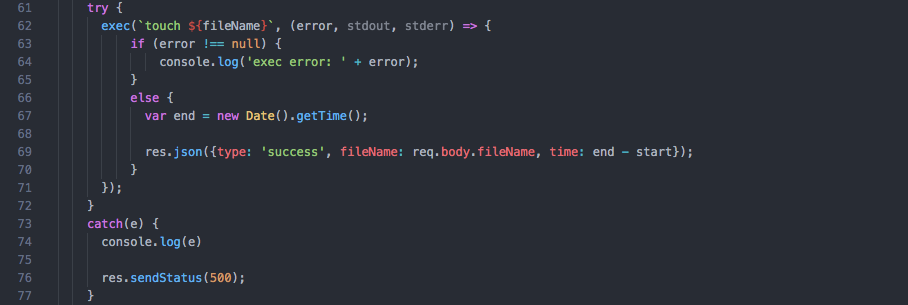 61 try {
62 exec(`touch ${fileName}`, (error, stdout, stderr) => {
63 if (error !== null) {
64 console.log('exec error: ' + error);
65 }
66 else {
67 var end = new Date().getTime();
68
69 res.json({type: 'success', fileName: req.body.fileName, time: end - start});
70 }
71 });
72 }
73 catch(e) {
74 console.log(e)
75
76 res.sendStatus(500);
77 }